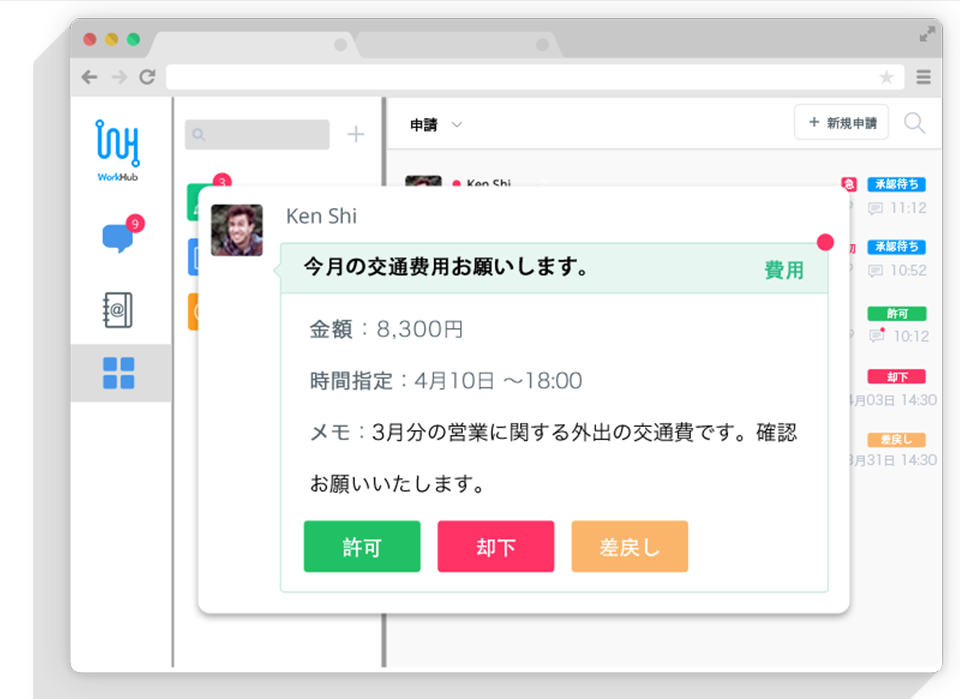 申請
+ 新規申請
WorkHub
3
9
Ken Shi
急
承認待ち
11:12
承認待ち
10:52
許可
10:12
却下
月03日 14:30
差戻し
月31日 14:30
Ken Shi
今月の交通費用お願いします。
費用
金額：8,300円
時間指定：4月10日 〜18:00
メモ：3月分の営業に関する外出の交通費です。確認
お願いいたします。
許可
却下
差戻し